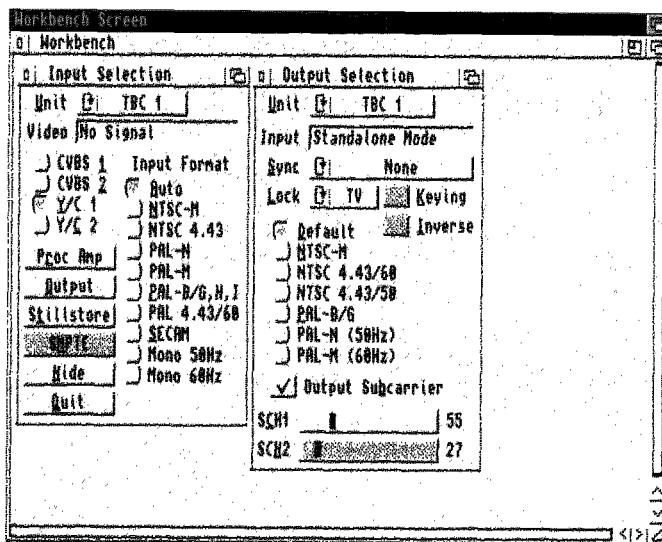 Workbench Screen
Workbench
Input Selection
Unit TBC 1
Video No Signal
CVBS 1
CVBS 2
Y/C 1
Y/C 2
Input Format
Auto
NTSC-M
NTSC 4.43
PAL-N
PAL-M
PAL-B/G,H,I
PAL 4.43/60
SECAM
Mono 50Hz
Mono 60Hz
Proc Amp
Output
Stillstore
SMPTE
Hide
Quit
Output Selection
Unit TBC 1
Input Standalone Mode
Sync None
Lock TV
Keying
Inverse
Default
NTSC-M
NTSC 4.43/60
NTSC 4.43/50
PAL-B/G
PAL-N (50Hz)
PAL-M (60Hz)
Output Subcarrier
SCH1 55
SCH2 27